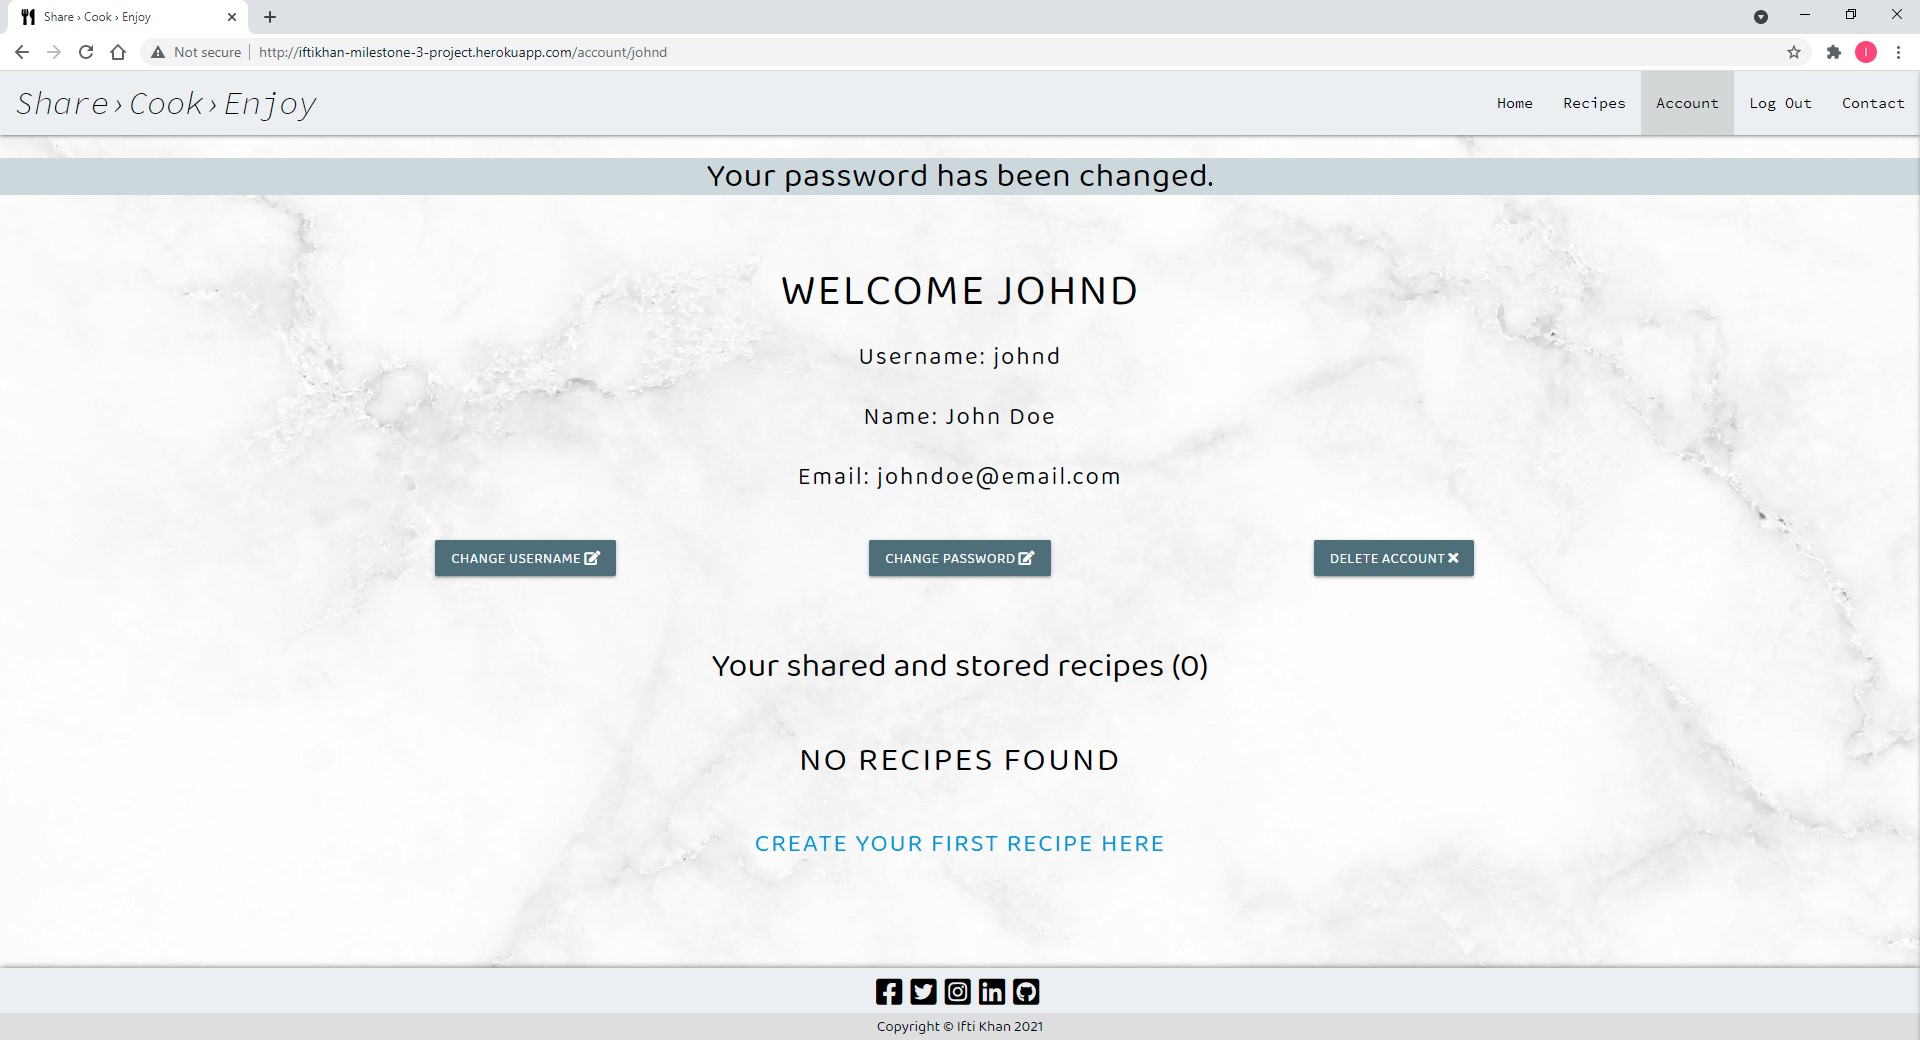 Share › Cook › Enjoy
Not secure
http://iftikhan-milestone-3-project.herokuapp.com/account/johnd
I
Share›Cook›Enjoy
Home
Recipes
Account
Log Out
Contact
Your password has been changed.
WELCOME JOHND
Username: johnd
Name: John Doe
Email: johndoe@email.com
CHANGE USERNAME
CHANGE PASSWORD
DELETE ACCOUNT
Your shared and stored recipes (0)
NO RECIPES FOUND
CREATE YOUR FIRST RECIPE HERE
Copyright © Ifti Khan 2021